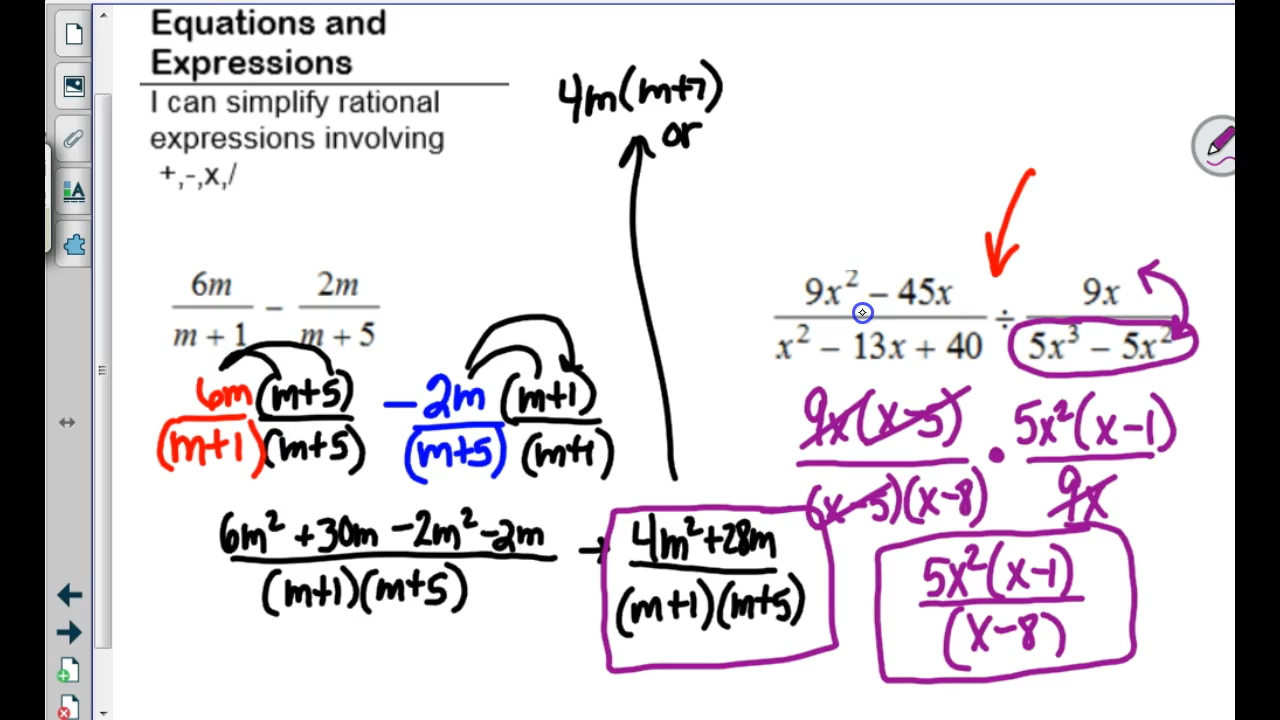 Equations and
Expressions
I can simplify rational
expressions involving
+,-,x,/
4m(m+7)
or
6m/(m + 1) − 2m/(m + 5)
6m(m+5)/(m+1)(m+5) −2m(m+1)/(m+5)(m+1)
6m² +30m −2m² −2m/(m+1)(m+5) → 4m²+28m/(m+1)(m+5)
9x² − 45x/x² − 13x + 40 ÷ 9x/5x³ − 5x²
9x(x−5)/(x−5)(x−8) • 5x²(x−1)/9x
5x²(x−1)/(x−8)